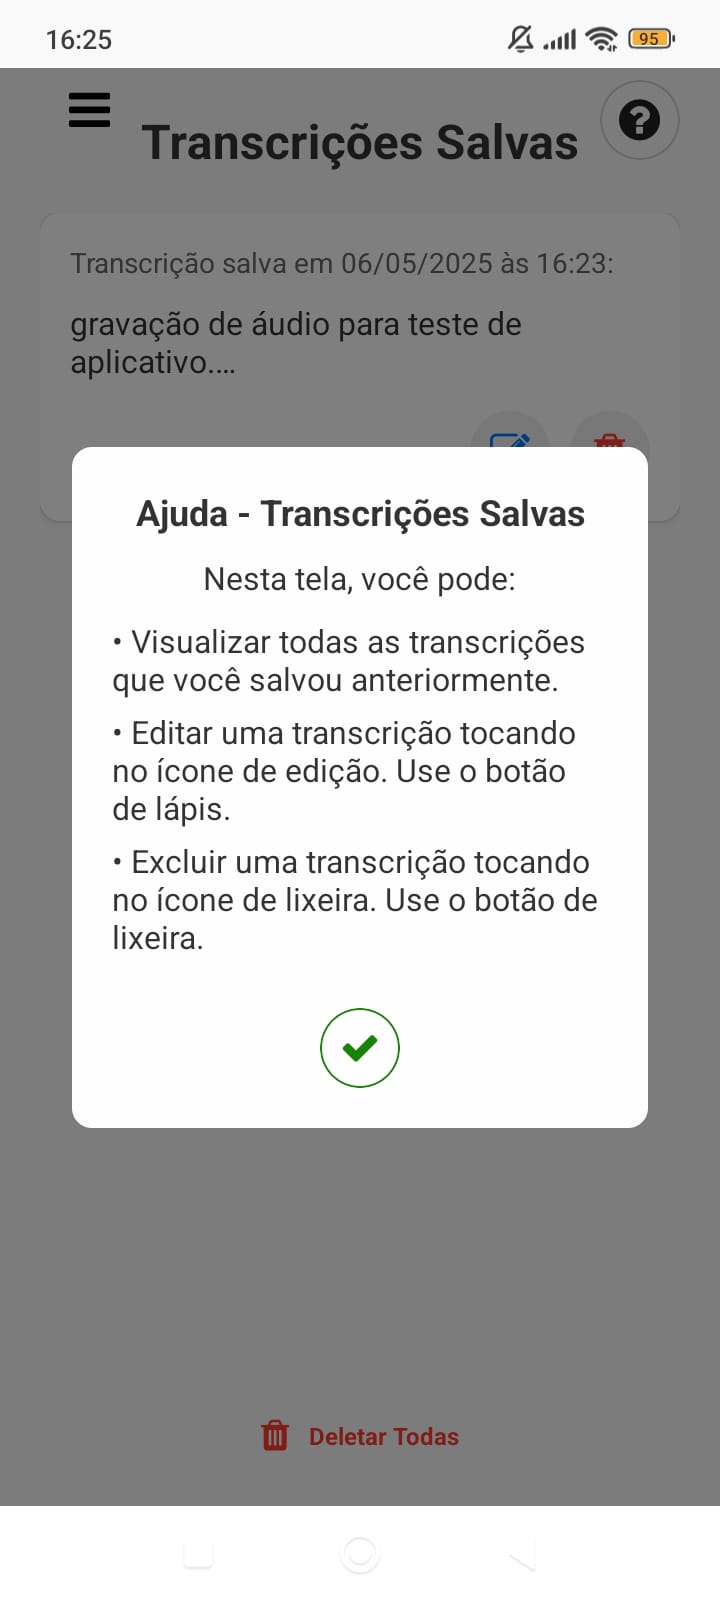 16:25
95
Transcrições Salvas
Transcrição salva em 06/05/2025 às 16:23:
gravação de áudio para teste de
aplicativo....
Ajuda - Transcrições Salvas
Nesta tela, você pode:
• Visualizar todas as transcrições
que você salvou anteriormente.
• Editar uma transcrição tocando
no ícone de edição. Use o botão
de lápis.
• Excluir uma transcrição tocando
no ícone de lixeira. Use o botão de
lixeira.
Deletar Todas